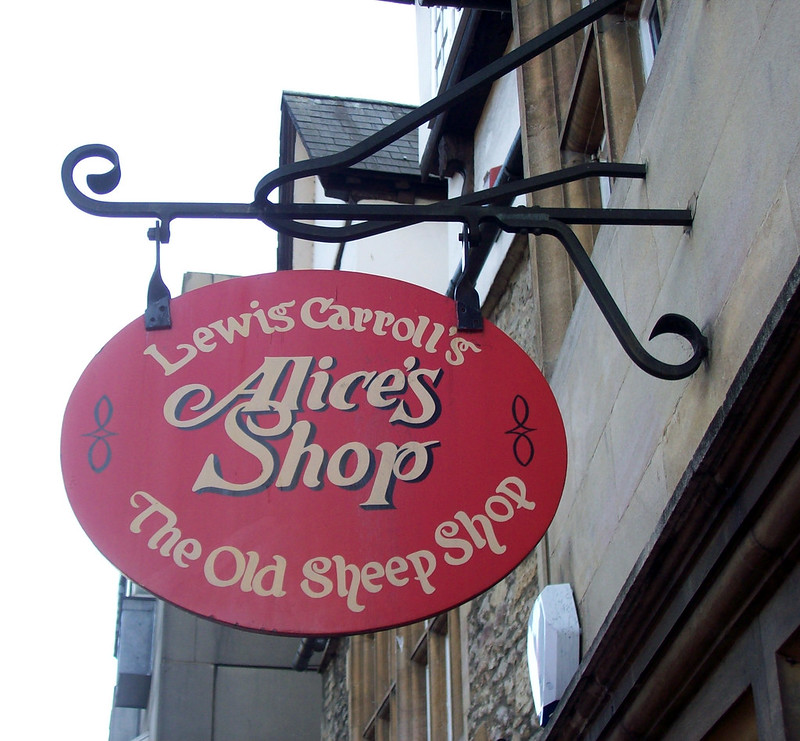 Lewis Carroll's
Alice's
Shop
The Old Sheep Shop